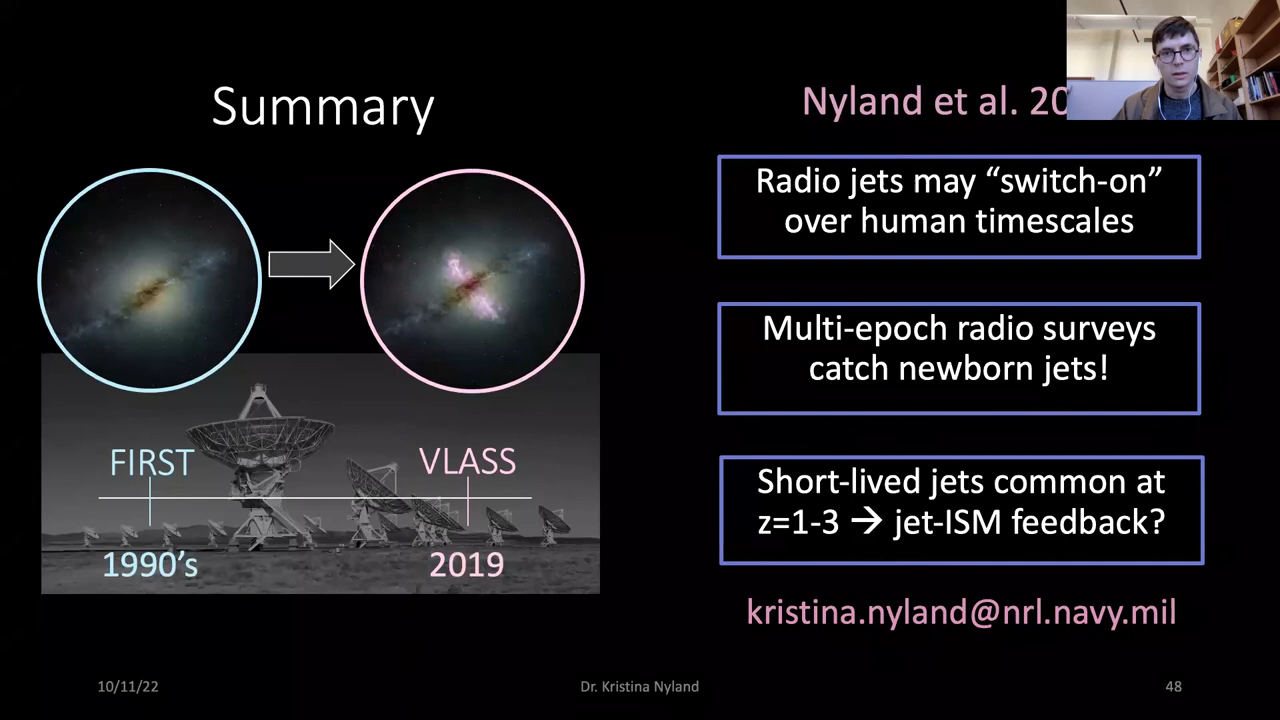 Summary
Nyland et al. 20
Radio jets may “switch-on”
over human timescales
Multi-epoch radio surveys
catch newborn jets!
Short-lived jets common at
z=1-3 → jet-ISM feedback?
FIRST
VLASS
1990’s
2019
kristina.nyland@nrl.navy.mil
10/11/22
Dr. Kristina Nyland
48